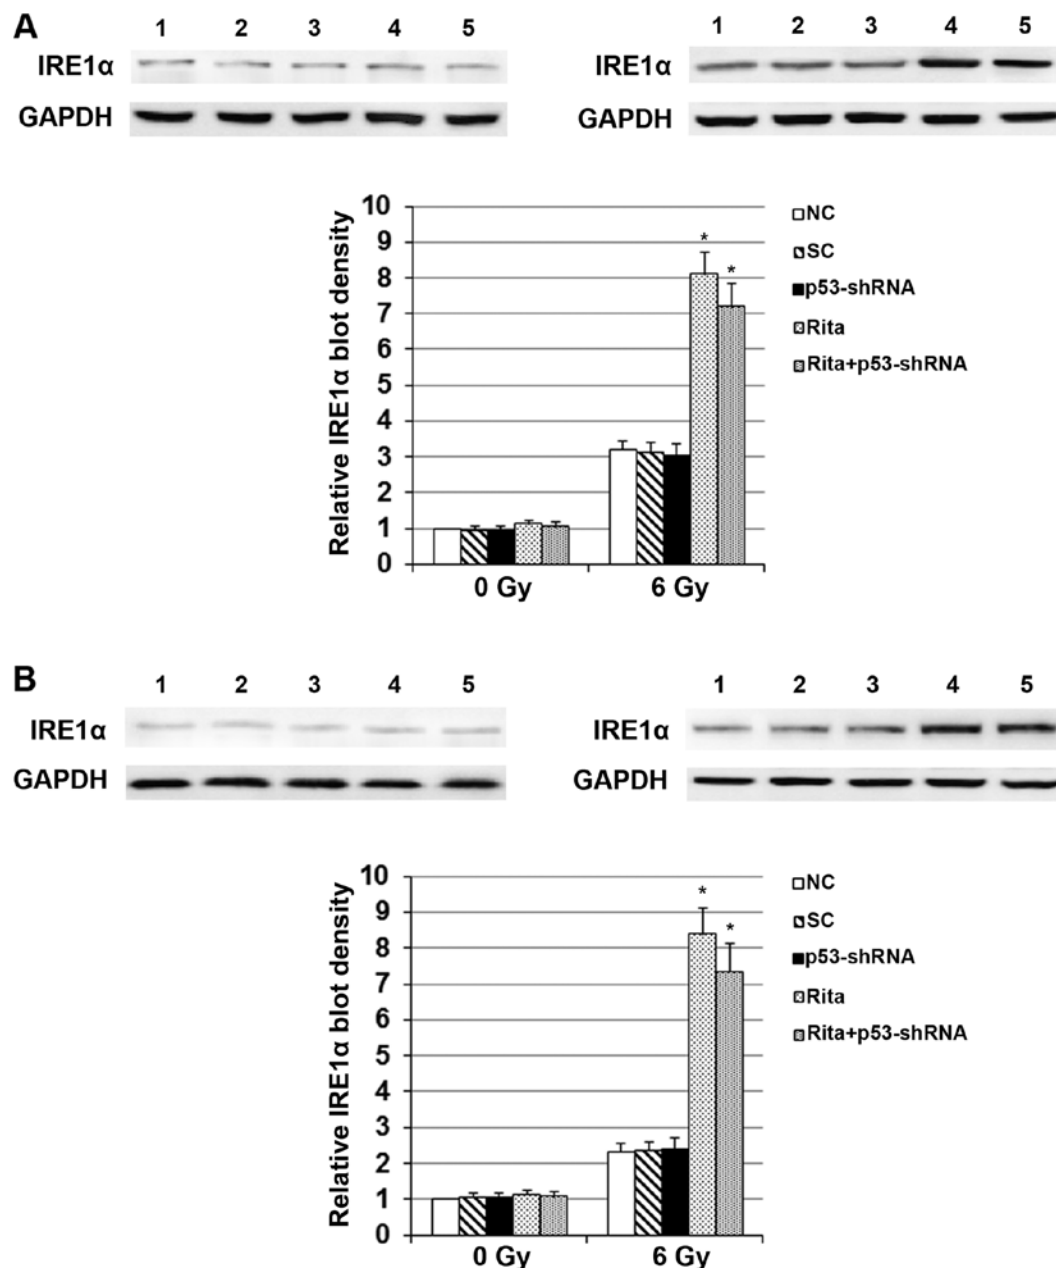 A
1 2 3 4 5
IRE1α
GAPDH
1 2 3 4 5
IRE1α
GAPDH
Relative IRE1α blot density
10
9
8
7
6
5
4
3
2
1
0
* *
0 Gy 6 Gy
NC
SC
p53-shRNA
Rita
Rita+p53-shRNA
B
1 2 3 4 5
IRE1α
GAPDH
1 2 3 4 5
IRE1α
GAPDH
Relative IRE1α blot density
10
9
8
7
6
5
4
3
2
1
0
* *
0 Gy 6 Gy
NC
SC
p53-shRNA
Rita
Rita+p53-shRNA